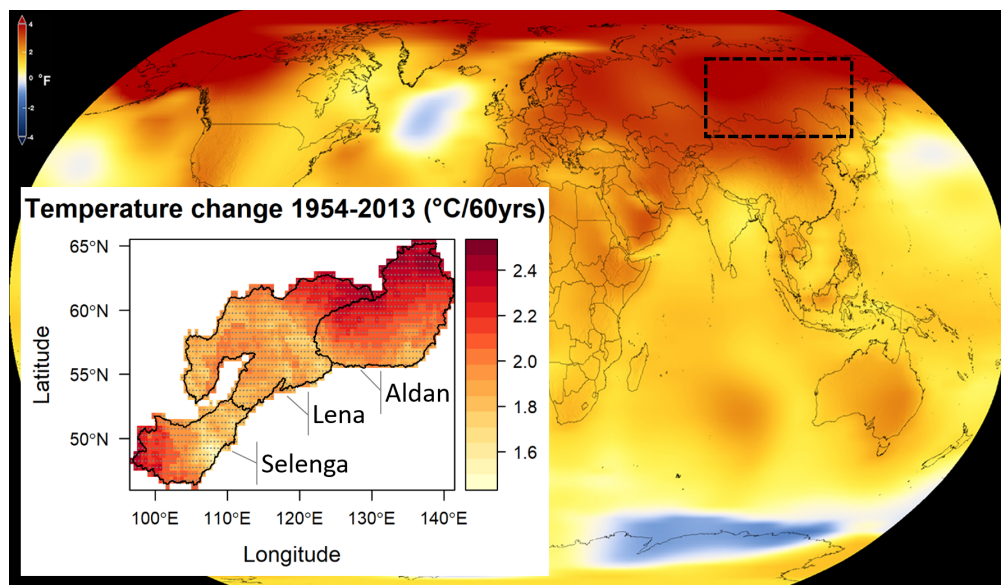 4
2
0 °F
-2
-4
Temperature change 1954-2013 (°C/60yrs)
65°N
60°N
55°N
50°N
Latitude
Aldan
Lena
Selenga
2.4
2.2
2.0
1.8
1.6
100°E 110°E 120°E 130°E 140°E
Longitude